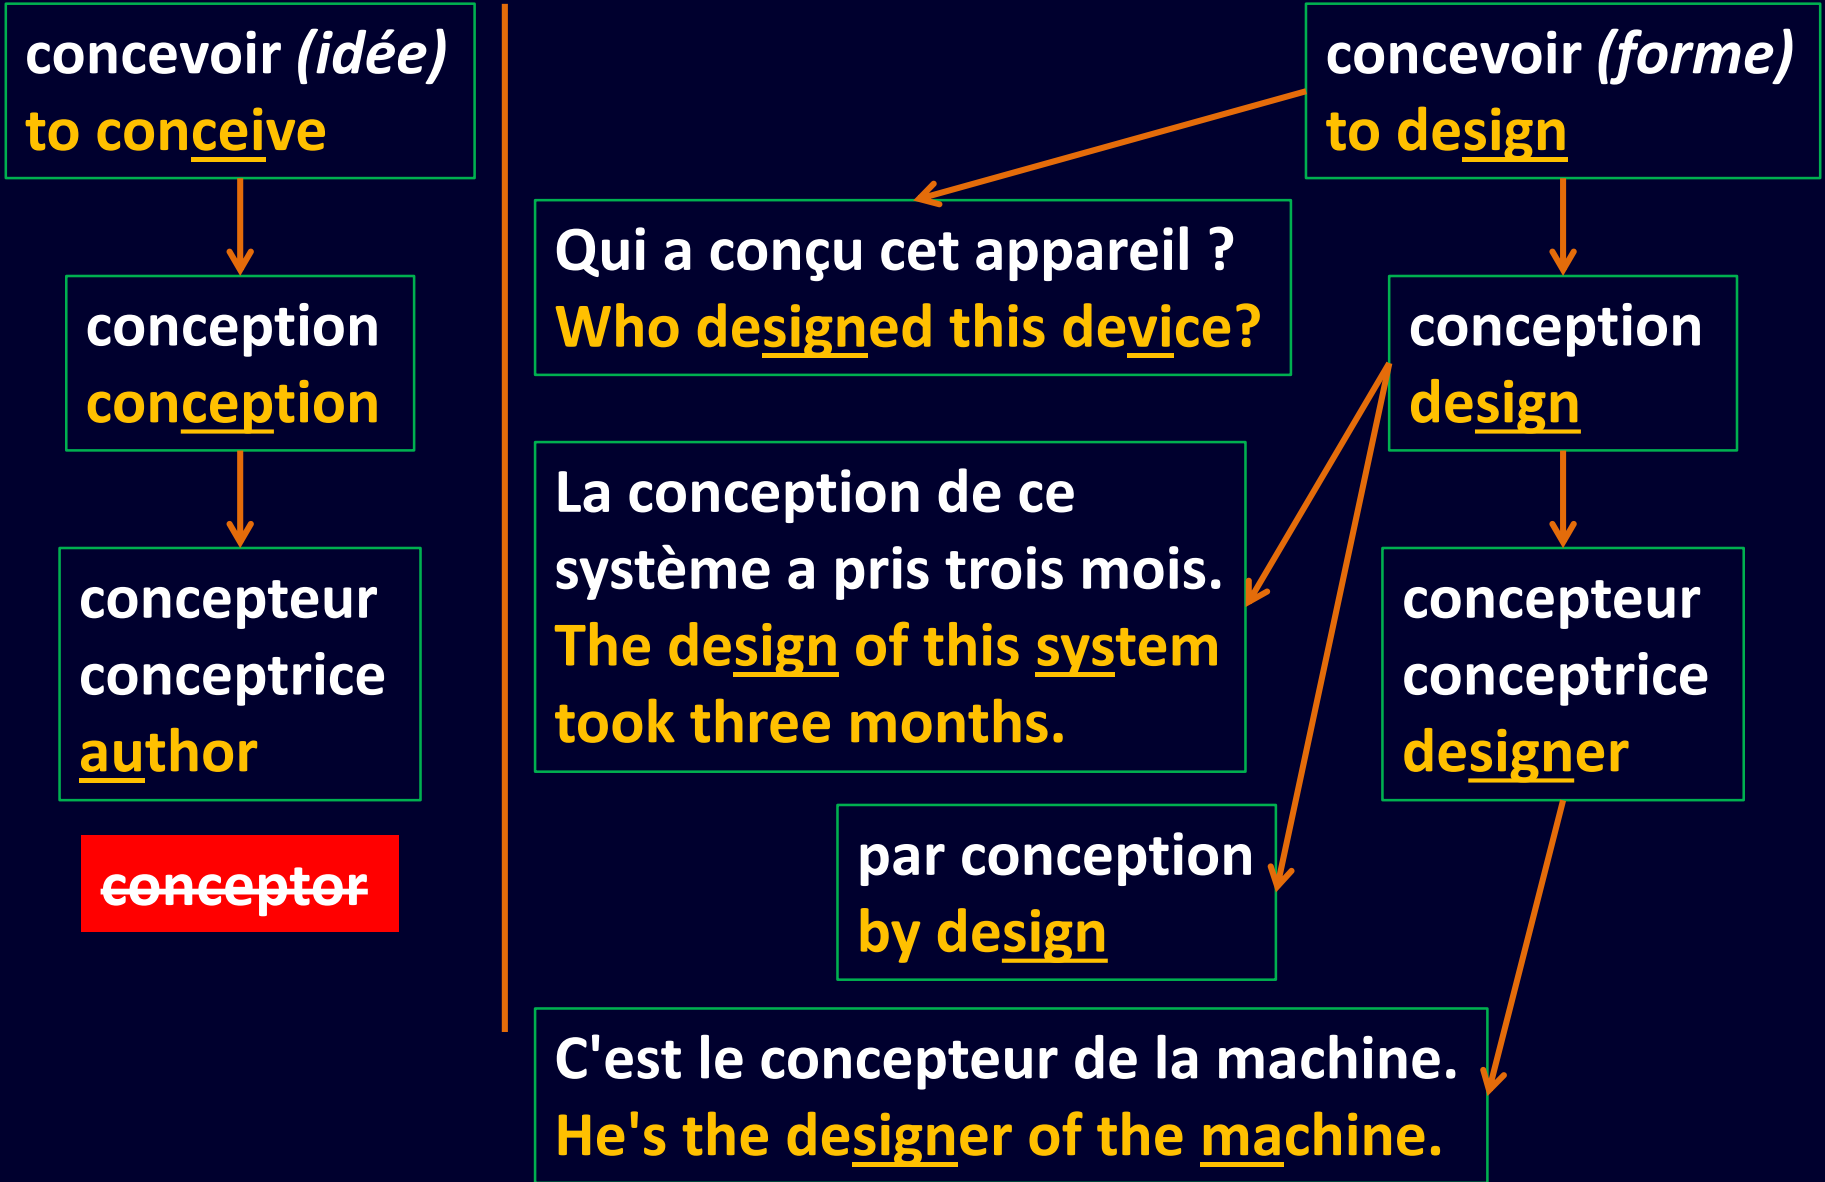 concevoir (idée)
to conceive
conception
conception
concepteur
conceptrice
author
conceptor
concevoir (forme)
to design
Qui a conçu cet appareil ?
Who designed this device?
conception
design
La conception de ce
système a pris trois mois.
The design of this system
took three months.
concepteur
conceptrice
designer
par conception
by design
C'est le concepteur de la machine.
He's the designer of the machine.